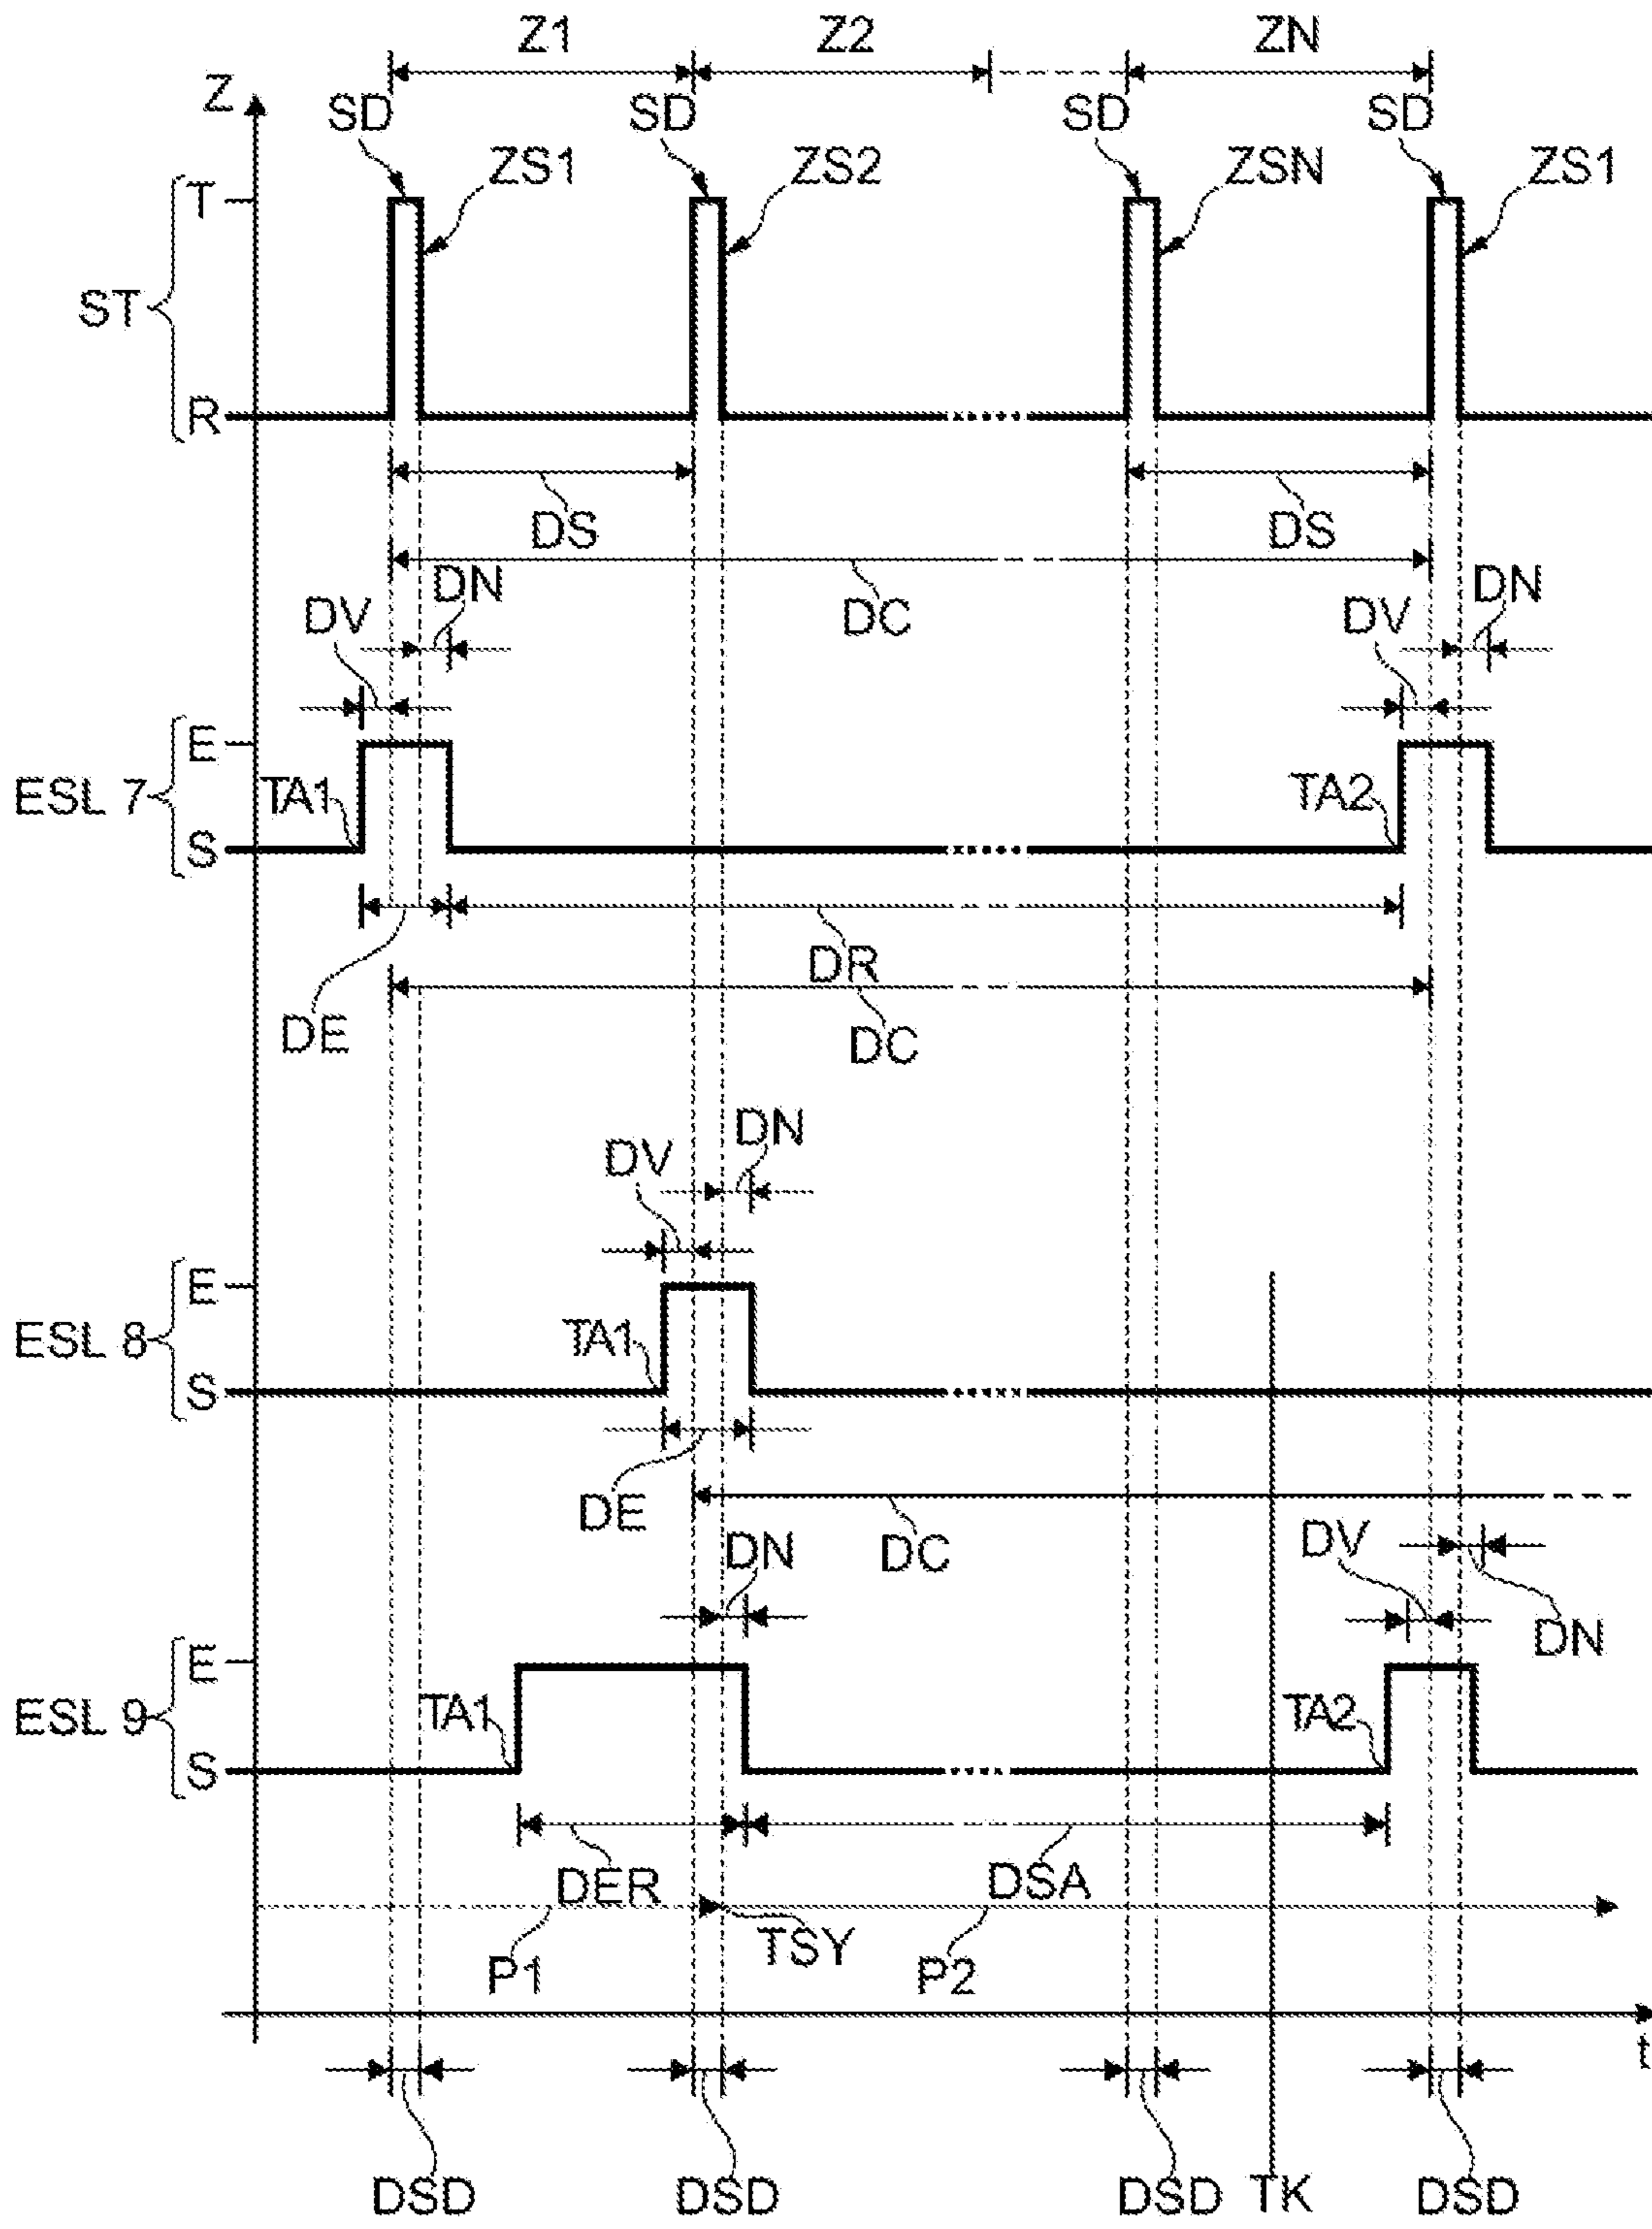 Z1 Z2 ZN
Z
SD SD SD SD
ZS1 ZS2 ZSN ZS1
T
ST
R
DS DS
DN DN
DV DC DV
E
ESL 7 TA1 TA2
S
DR
DE DC
DN
DV
E
ESL 8 TA1
S
DE DC
DN DV DN
E
ESL 9 TA1 TA2
S
DER DSA
P1 TSY P2
t
DSD DSD DSD TK DSD